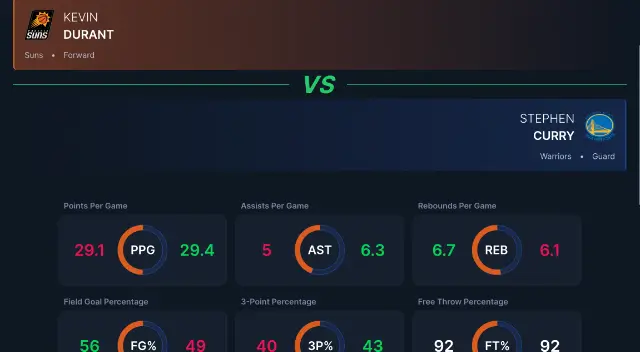 KEVIN
DURANT
SUNS
Suns • Forward
VS
STEPHEN
CURRY
Warriors • Guard
Points Per Game
Assists Per Game
Rebounds Per Game
29.1 PPG 29.4
5 AST 6.3
6.7 REB 6.1
Field Goal Percentage
3-Point Percentage
Free Throw Percentage
56 FG% 49
40 3P% 43
92 FT% 92